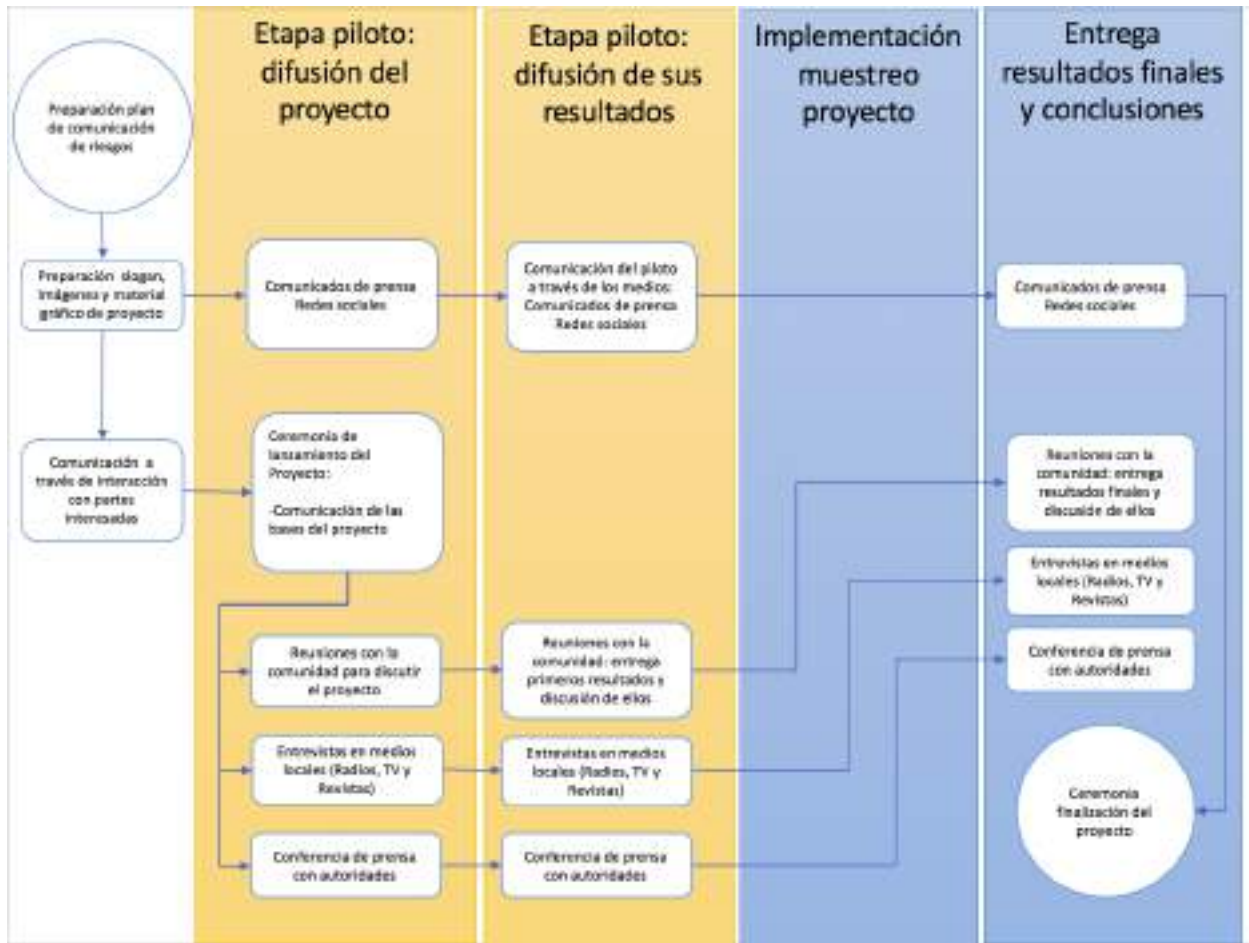 Preparación plan
de comunicación
de riesgos
Preparación slogan,
imágenes y material
gráfico de proyecto
Comunicación a
través de interacción
con partes
interesadas
Etapa piloto:
difusión del
proyecto
Comunicados de prensa
Redes sociales
Ceremonia de
lanzamiento del
Proyecto:
-Comunicación de las
bases del proyecto
Reuniones con la
comunidad para discutir
el proyecto
Entrevistas en medios
locales (Radios, TV y
Revistas)
Conferencia de prensa
con autoridades
Etapa piloto:
difusión de sus
resultados
Comunicación del piloto
a través de los medios:
Comunicados de prensa
Redes sociales
Reuniones con la
comunidad: entrega
primeros resultados y
discusión de ellos
Entrevistas en medios
locales (Radios, TV y
Revistas)
Conferencia de prensa
con autoridades
Implementación
muestreo
proyecto
Entrega
resultados finales
y conclusiones
Comunicados de prensa
Redes sociales
Reuniones con la
comunidad: entrega
resultados finales y
discusión de ellos
Entrevistas en medios
locales (Radios, TV y
Revistas)
Conferencia de prensa
con autoridades
Ceremonia
finalización del
proyecto